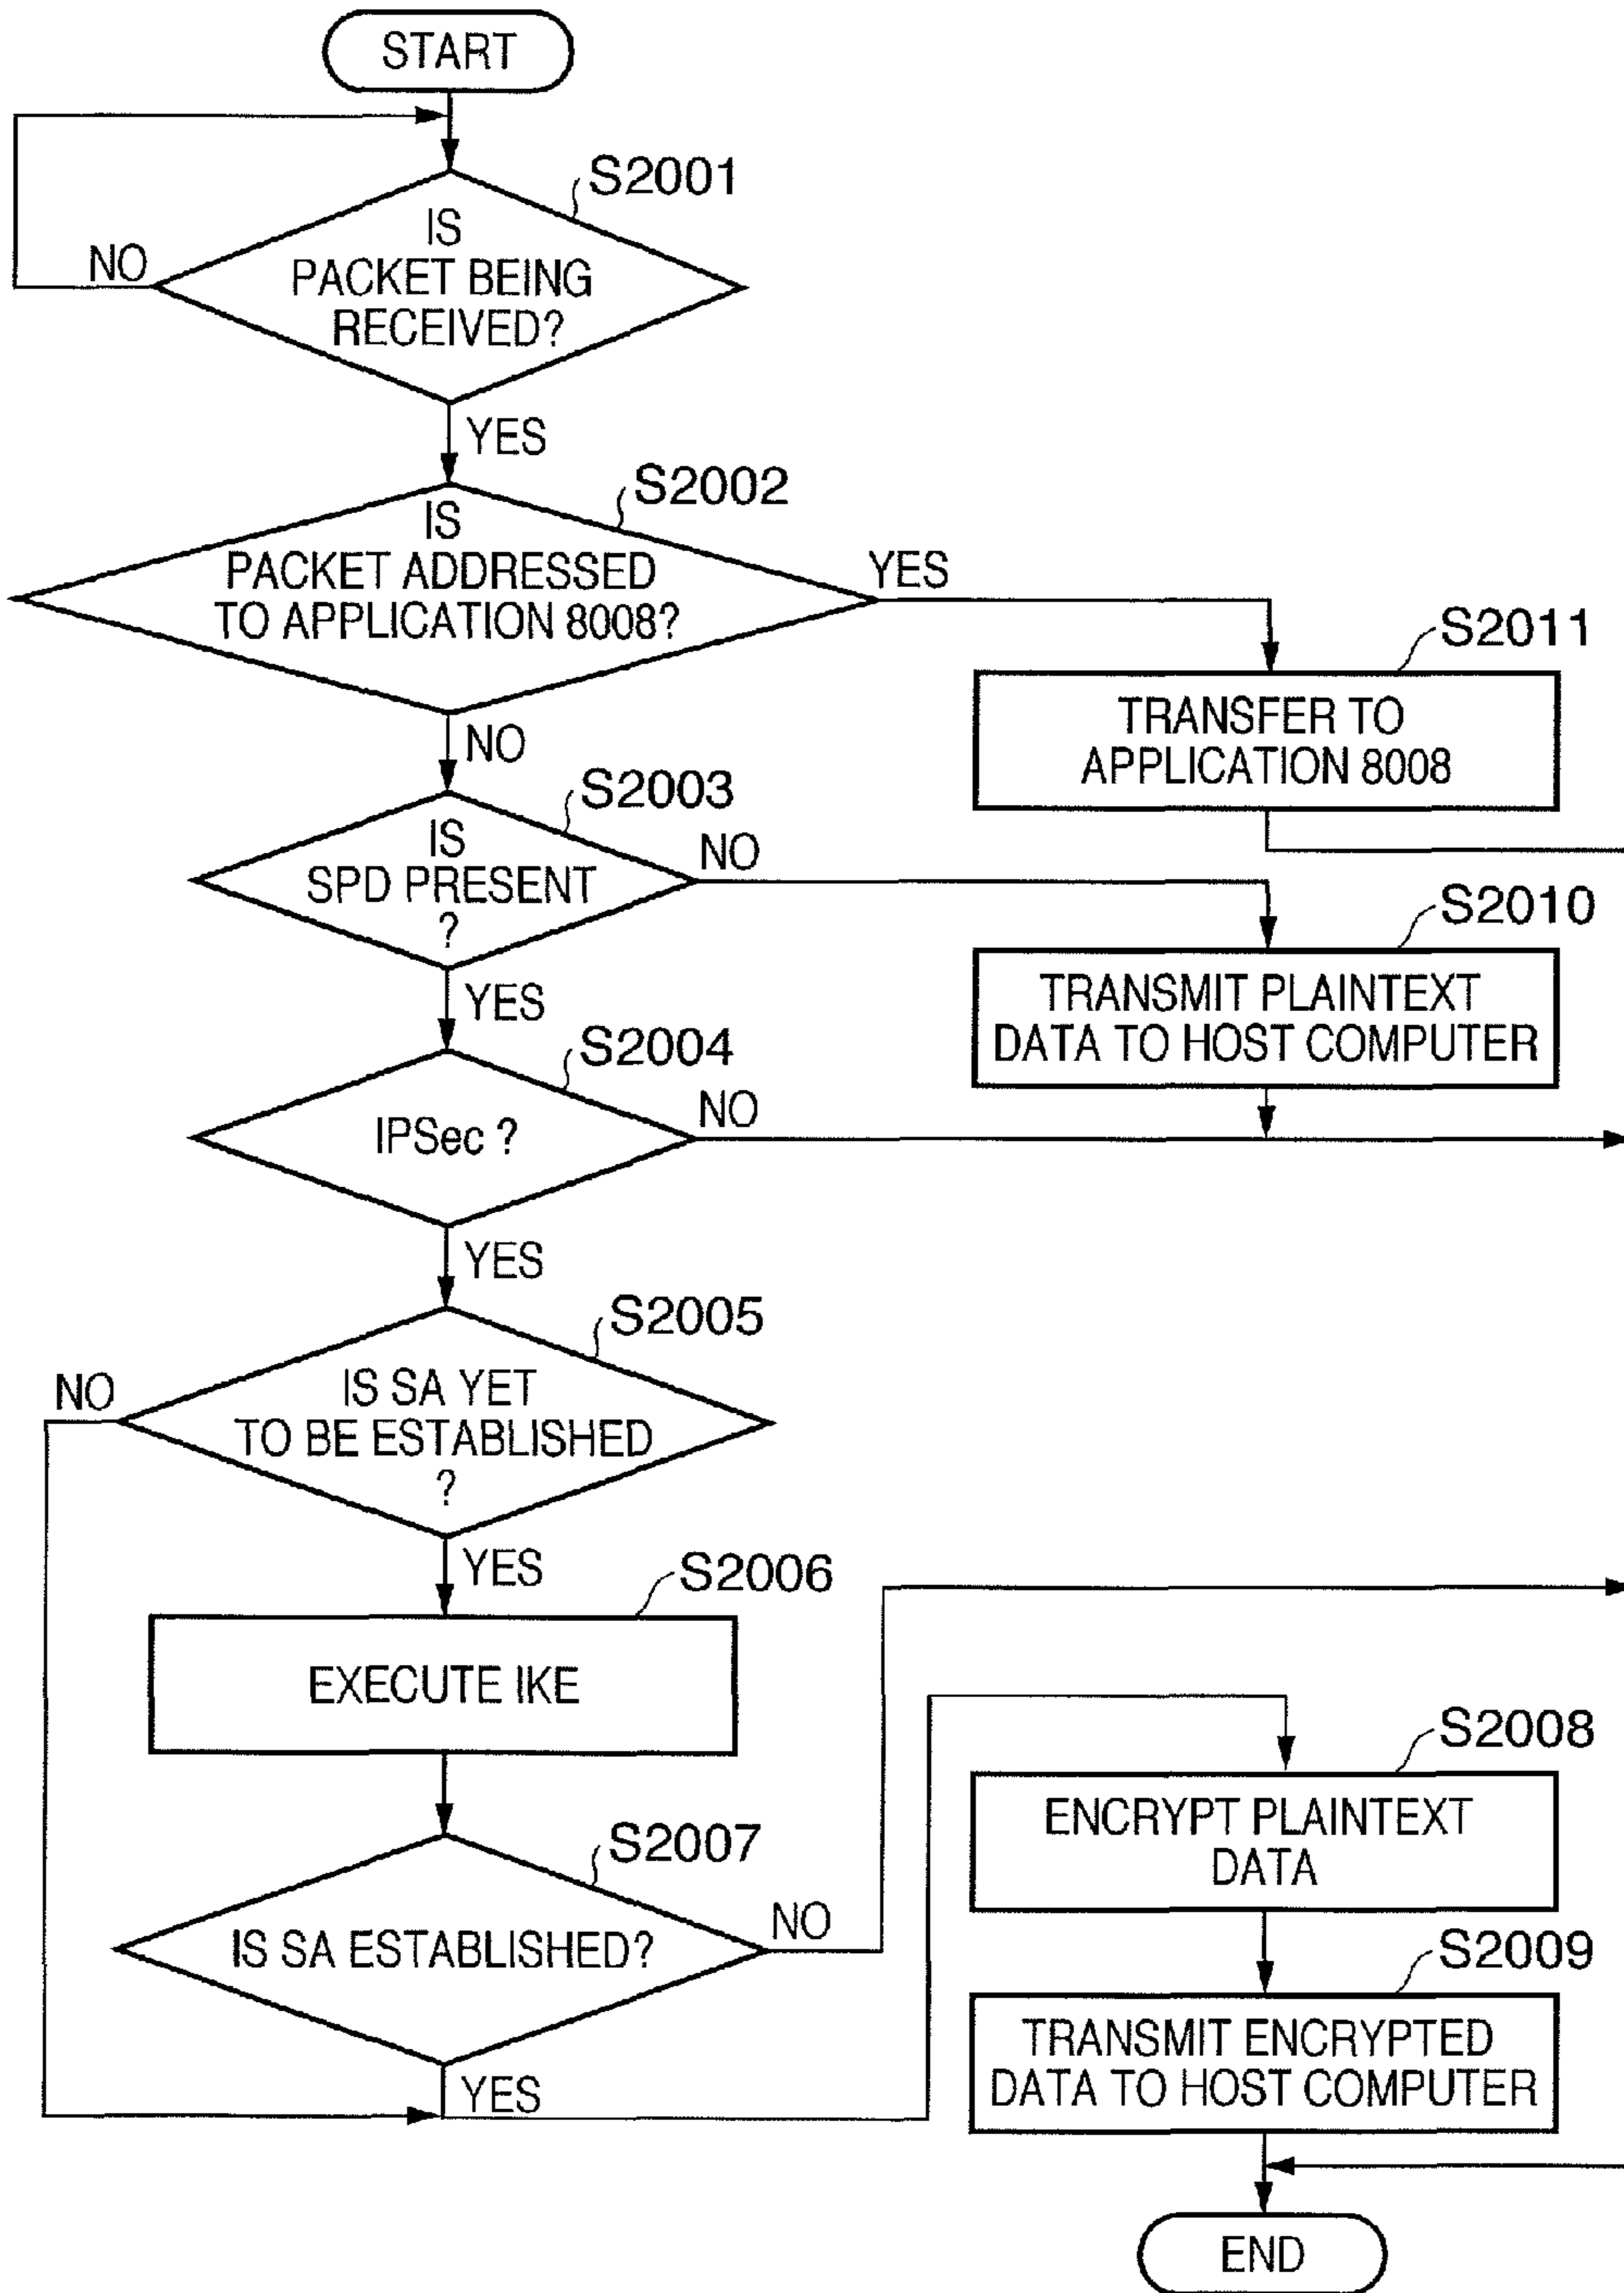 START
S2001
IS
PACKET BEING
RECEIVED?
NO
YES
S2002
IS
PACKET ADDRESSED
TO APPLICATION 8008?
YES
NO
S2011
TRANSFER TO
APPLICATION 8008
S2003
IS
SPD PRESENT
?
NO
YES
S2010
TRANSMIT PLAINTEXT
DATA TO HOST COMPUTER
S2004
IPSec ?
NO
YES
S2005
IS SA YET
TO BE ESTABLISHED
?
NO
YES
S2006
EXECUTE IKE
S2007
IS SA ESTABLISHED?
NO
YES
S2008
ENCRYPT PLAINTEXT
DATA
S2009
TRANSMIT ENCRYPTED
DATA TO HOST COMPUTER
END